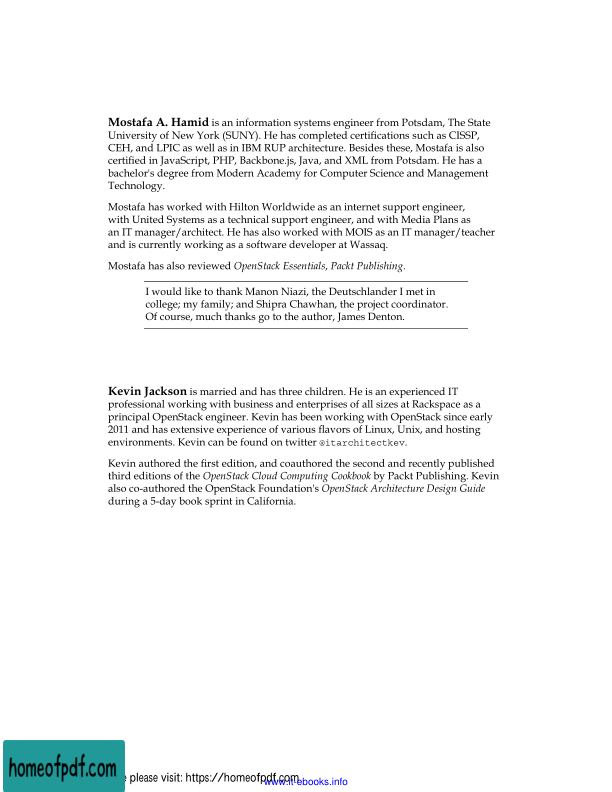 Mostafa A. Hamid is an information systems engineer from Potsdam, The State
University of New York (SUNY). He has completed certifications such as CISSP,
CEH, and LPIC as well as in IBM RUP architecture. Besides these, Mostafa is also
certified in JavaScript, PHP, Backbone.js, Java, and XML from Potsdam. He has a
bachelor's degree from Modern Academy for Computer Science and Management
Technology.
Mostafa has worked with Hilton Worldwide as an internet support engineer,
with United Systems as a technical support engineer, and with Media Plans as
an IT manager/architect. He has also worked with MOIS as an IT manager/teacher
and is currently working as a software developer at Wassaq.
Mostafa has also reviewed OpenStack Essentials, Packt Publishing.
I would like to thank Manon Niazi, the Deutschlander I met in
college; my family; and Shipra Chawhan, the project coordinator.
Of course, much thanks go to the author, James Denton.
Kevin Jackson is married and has three children. He is an experienced IT
professional working with business and enterprises of all sizes at Rackspace as a
principal OpenStack engineer. Kevin has been working with OpenStack since early
2011 and has extensive experience of various flavors of Linux, Unix, and hosting
environments. Kevin can be found on twitter @itarchitectkev.
Kevin authored the first edition, and coauthored the second and recently published
third editions of the OpenStack Cloud Computing Cookbook by Packt Publishing. Kevin
also co-authored the OpenStack Foundation's OpenStack Architecture Design Guide
during a 5-day book sprint in California.
homeofpdf.com
please visit: https://homeofpdf.com
www.it-ebooks.info